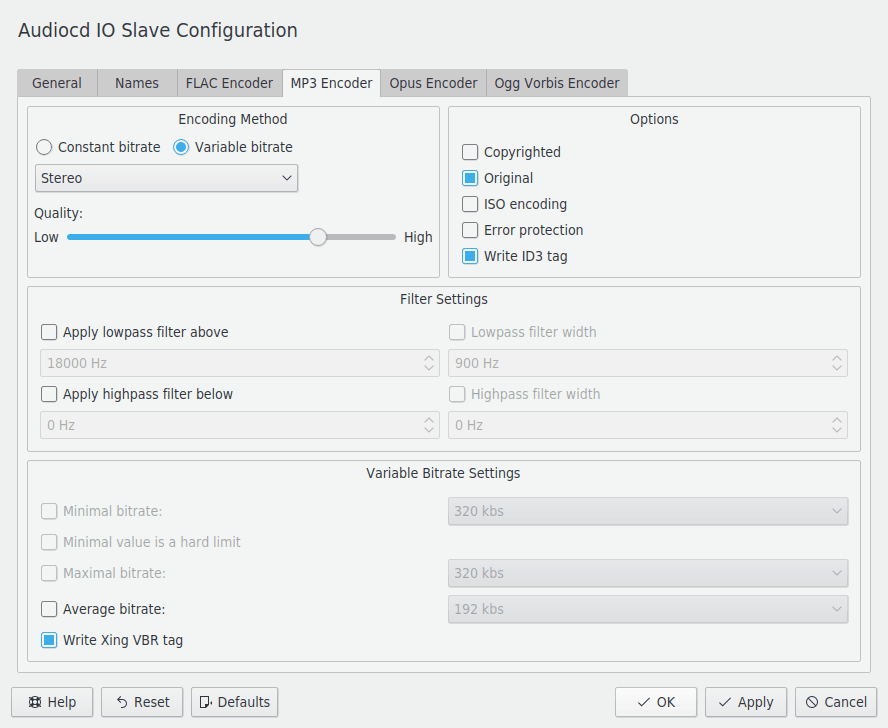 Audiocd IO Slave Configuration
General Names FLAC Encoder MP3 Encoder Opus Encoder Ogg Vorbis Encoder
Encoding Method
Constant bitrate Variable bitrate
Stereo
Quality:
Low High
Options
Copyrighted
Original
ISO encoding
Error protection
Write ID3 tag
Filter Settings
Apply lowpass filter above Lowpass filter width
18000 Hz 900 Hz
Apply highpass filter below Highpass filter width
0 Hz 0 Hz
Variable Bitrate Settings
Minimal bitrate: 320 kbs
Minimal value is a hard limit
Maximal bitrate: 320 kbs
Average bitrate: 192 kbs
Write Xing VBR tag
Help Reset Defaults OK Apply Cancel